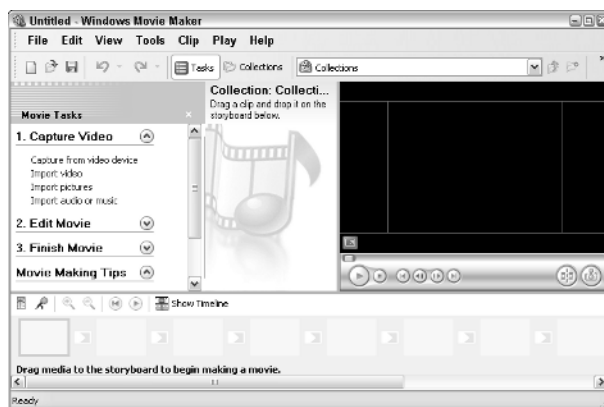 Untitled - Windows Movie Maker
File Edit View Tools Clip Play Help
Tasks Collections Collections
Movie Tasks
Collection: Collecti...
Drag a clip and drop it on the
storyboard below.
1. Capture Video
Capture from video device
Import video
Import pictures
Import audio or music
2. Edit Movie
3. Finish Movie
Movie Making Tips
Show Timeline
Drag media to the storyboard to begin making a movie.
Ready